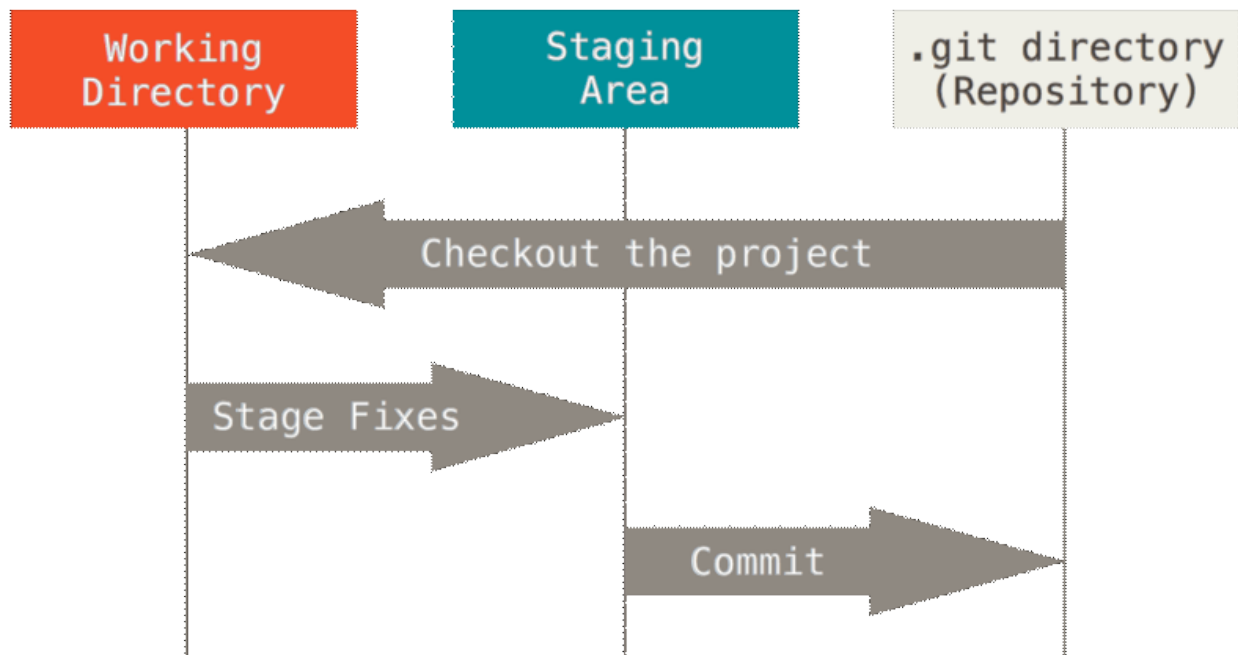 Working
Directory
Staging
Area
.git directory
(Repository)
Checkout the project
Stage Fixes
Commit